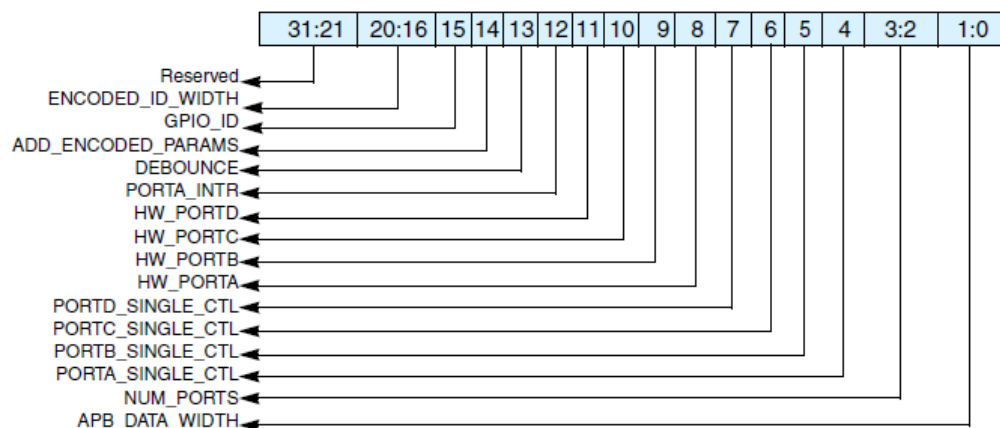 31:21 20:16 15 14 13 12 11 10 9 8 7 6 5 4 3:2 1:0
Reserved
ENCODED_ID_WIDTH
GPIO_ID
ADD_ENCODED_PARAMS
DEBOUNCE
PORTA_INTR
HW_PORTD
HW_PORTC
HW_PORTB
HW_PORTA
PORTD_SINGLE_CTL
PORTC_SINGLE_CTL
PORTB_SINGLE_CTL
PORTA_SINGLE_CTL
NUM_PORTS
APB_DATA_WIDTH